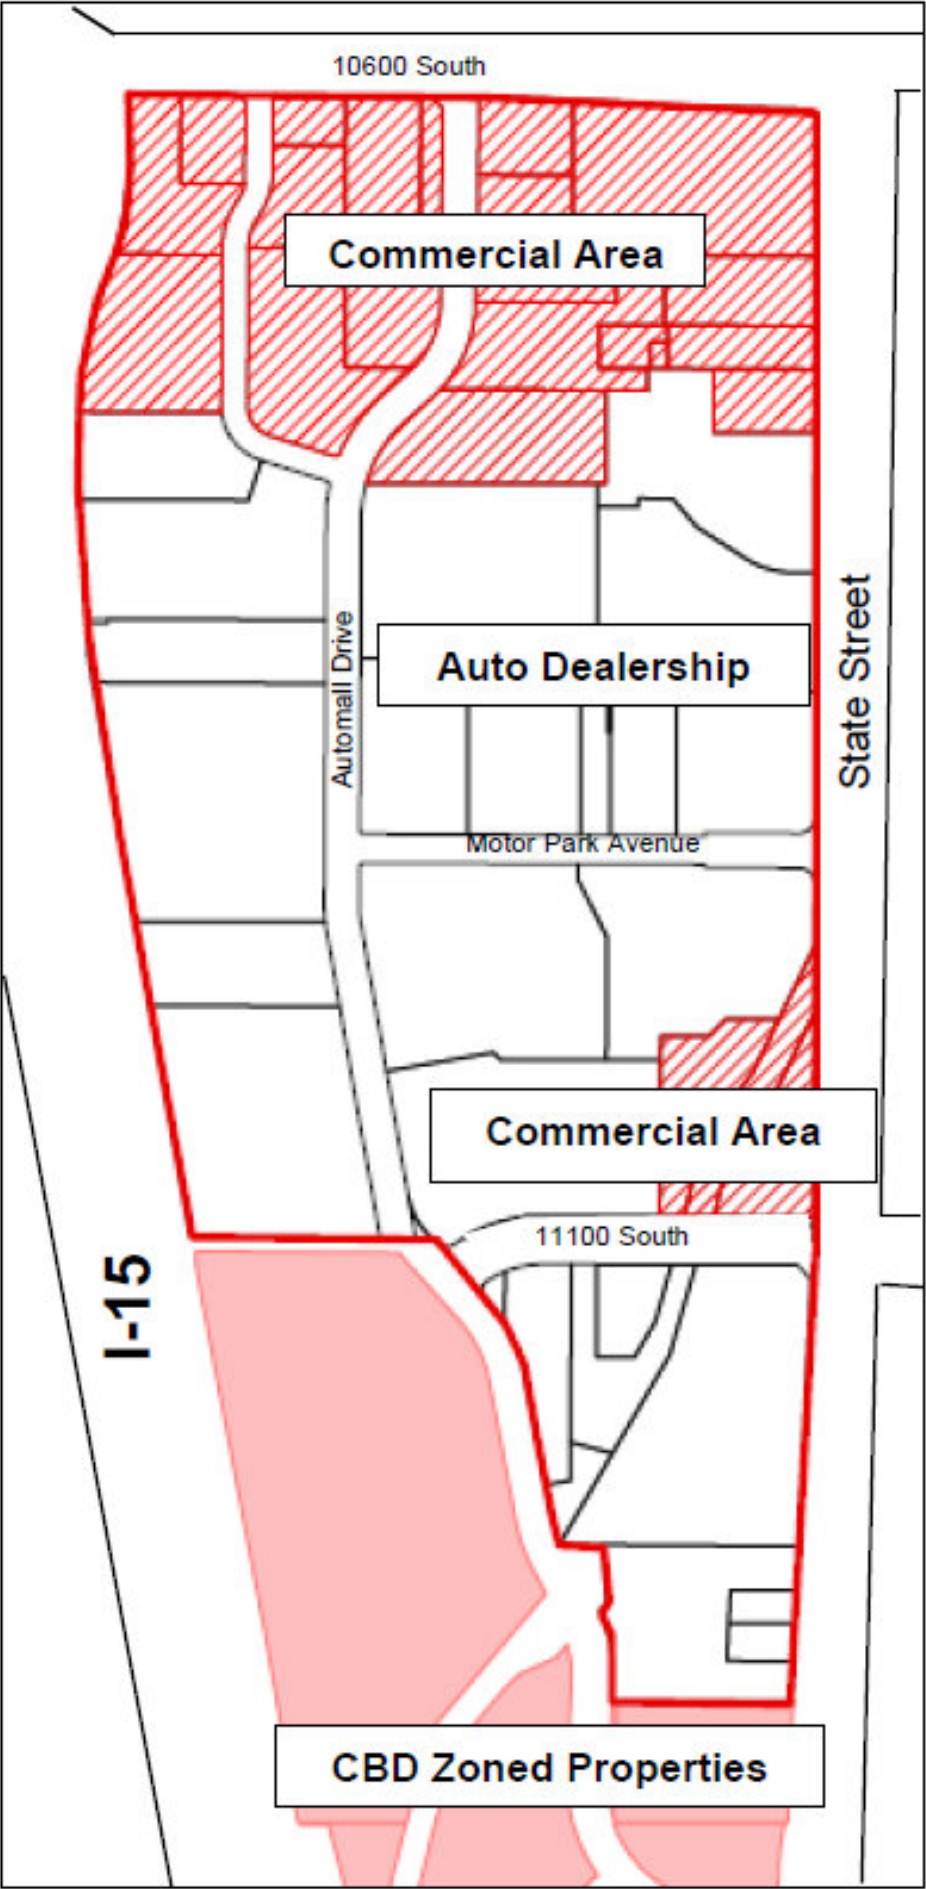 10600 South
Commercial Area
Auto Dealership
Automall Drive
State Street
Motor Park Avenue
Commercial Area
11100 South
I-15
CBD Zoned Properties